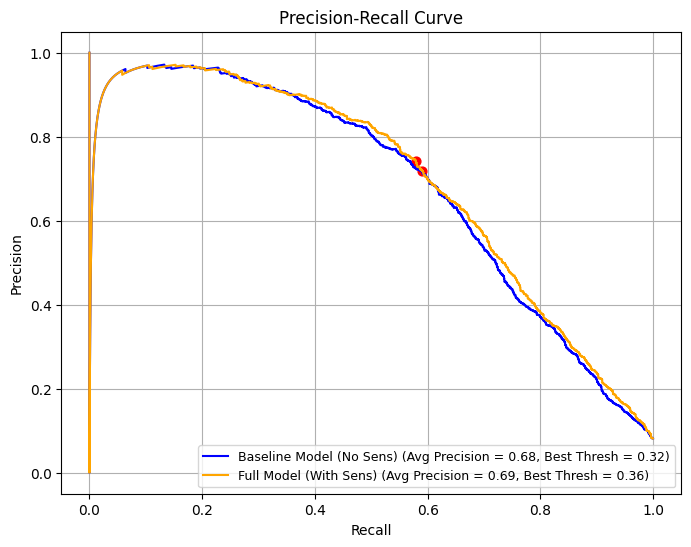 Precision-Recall Curve
1.0
0.8
0.6
0.4
0.2
0.0
Precision
0.0 0.2 0.4 0.6 0.8 1.0
Recall
Baseline Model (No Sens) (Avg Precision = 0.68, Best Thresh = 0.32)
Full Model (With Sens) (Avg Precision = 0.69, Best Thresh = 0.36)